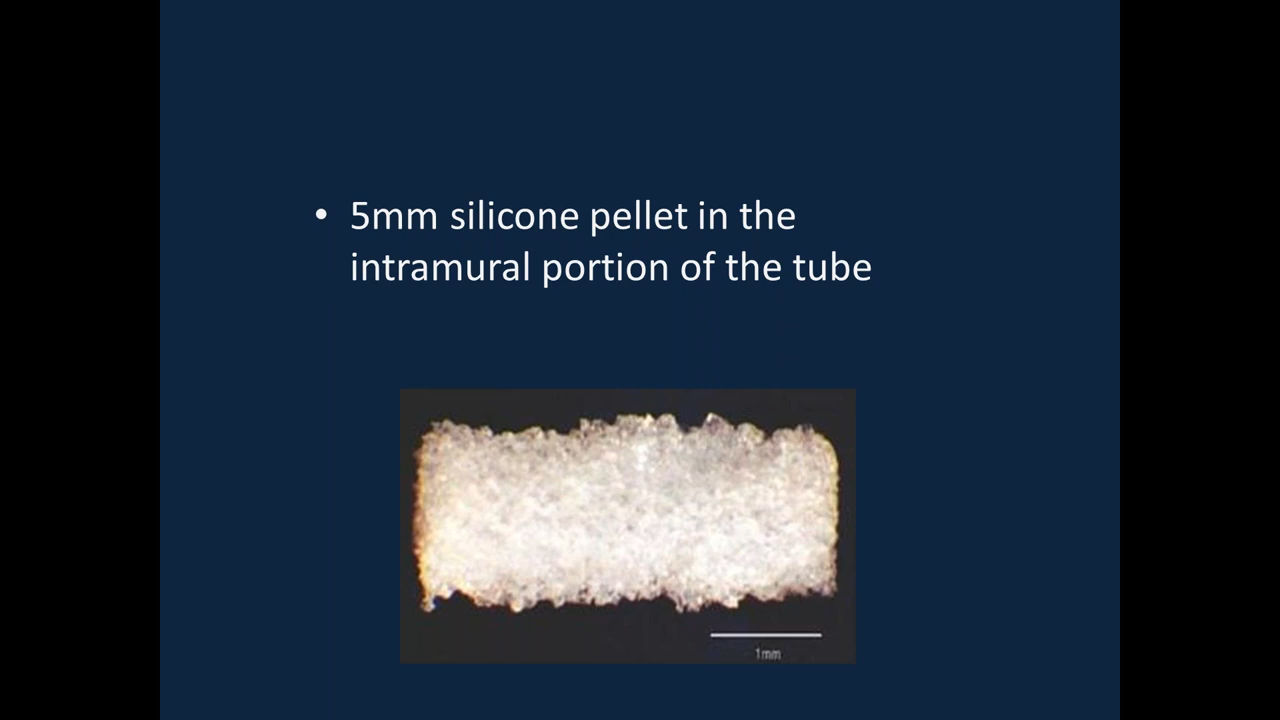 • 5mm silicone pellet in the
intramural portion of the tube
1mm